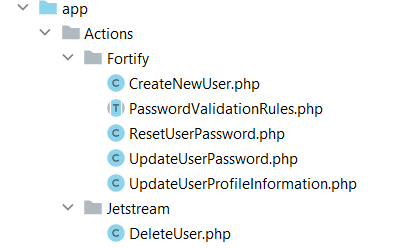 app
Actions
Fortify
CreateNewUser.php
PasswordValidationRules.php
ResetUserPassword.php
UpdateUserPassword.php
UpdateUserProfileInformation.php
Jetstream
DeleteUser.php